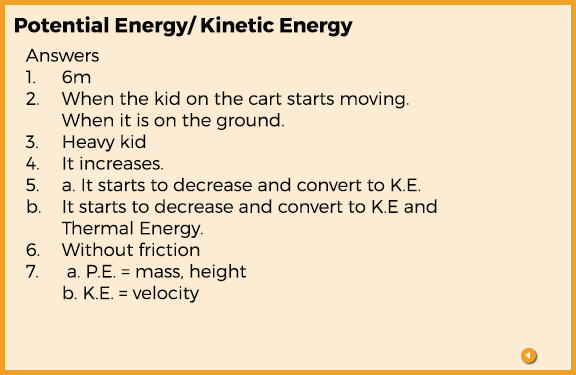 Potential Energy/ Kinetic Energy
Answers
1. 6m
2. When the kid on the cart starts moving.
When it is on the ground.
3. Heavy kid
4. It increases.
5. a. It starts to decrease and convert to K.E.
b. It starts to decrease and convert to K.E and
Thermal Energy.
6. Without friction
7. a. P.E. = mass, height
b. K.E. = velocity